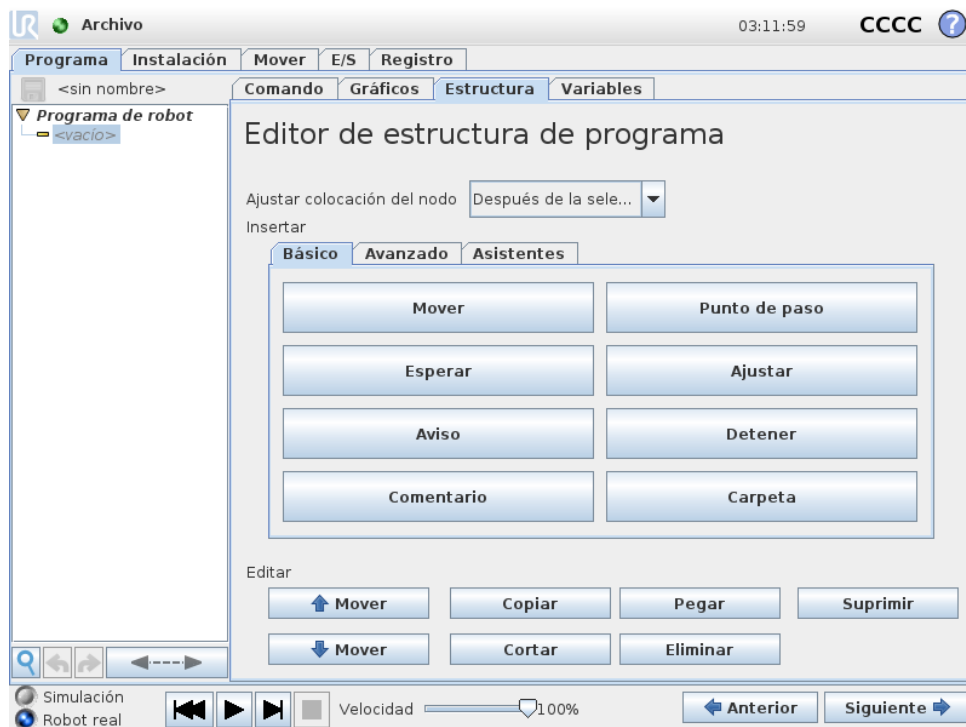 UR Archivo 03:11:59 CCCC ?
Programa Instalación Mover E/S Registro
<sin nombre> Comando Gráficos Estructura Variables
Programa de robot
<vacío>
Editor de estructura de programa
Ajustar colocación del nodo Después de la sele...
Insertar
Básico Avanzado Asistentes
Mover Punto de paso
Esperar Ajustar
Aviso Detener
Comentario Carpeta
Editar
Mover Copiar Pegar Suprimir
Mover Cortar Eliminar
Simulación
Robot real
Velocidad 100% Anterior Siguiente